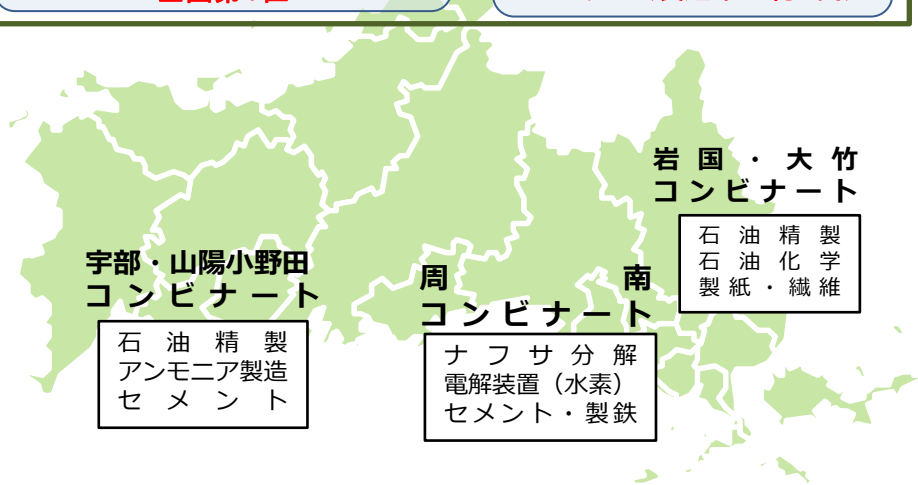 岩国・大竹
コンビナート
石油精製
石油化学
製紙・繊維
宇部・山陽小野田
コンビナート
石油精製
アンモニア製造
セメント
周南
コンビナート
ナフサ分解
電解装置（水素）
セメント・製鉄